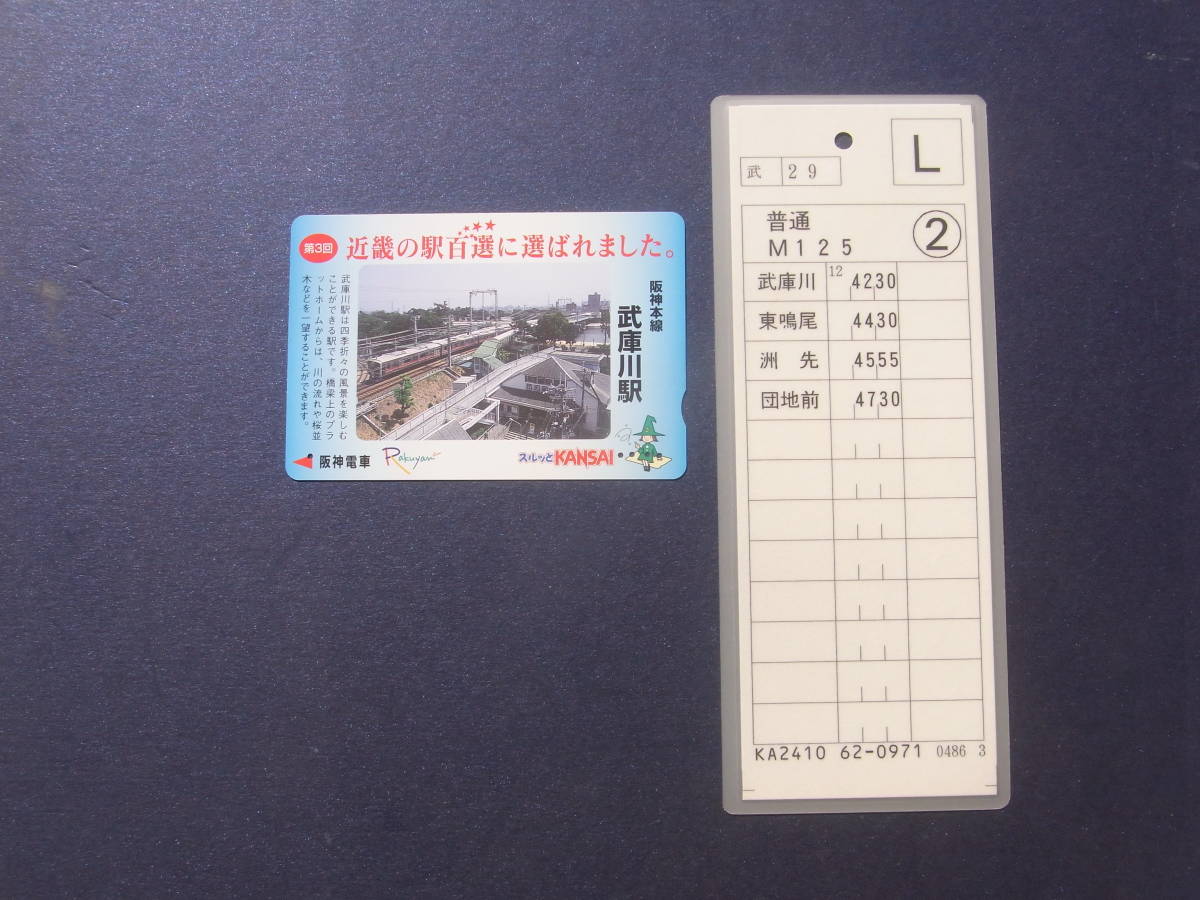 第3回 近畿の駅百選に選ばれました。
阪神本線
武庫川駅
武庫川駅は四季折々の風景を楽しむ
ことができる駅です。橋梁上のプラ
ットホームからは、川の流れや桜並
木などを一望することができます。
阪神電車 Rakuyan スルッとKANSAI
L
武 29
普通
M125 ②
武庫川 12 4230
東鳴尾 4430
洲先 4555
団地前 4730
KA2410 62-0971 0486 3